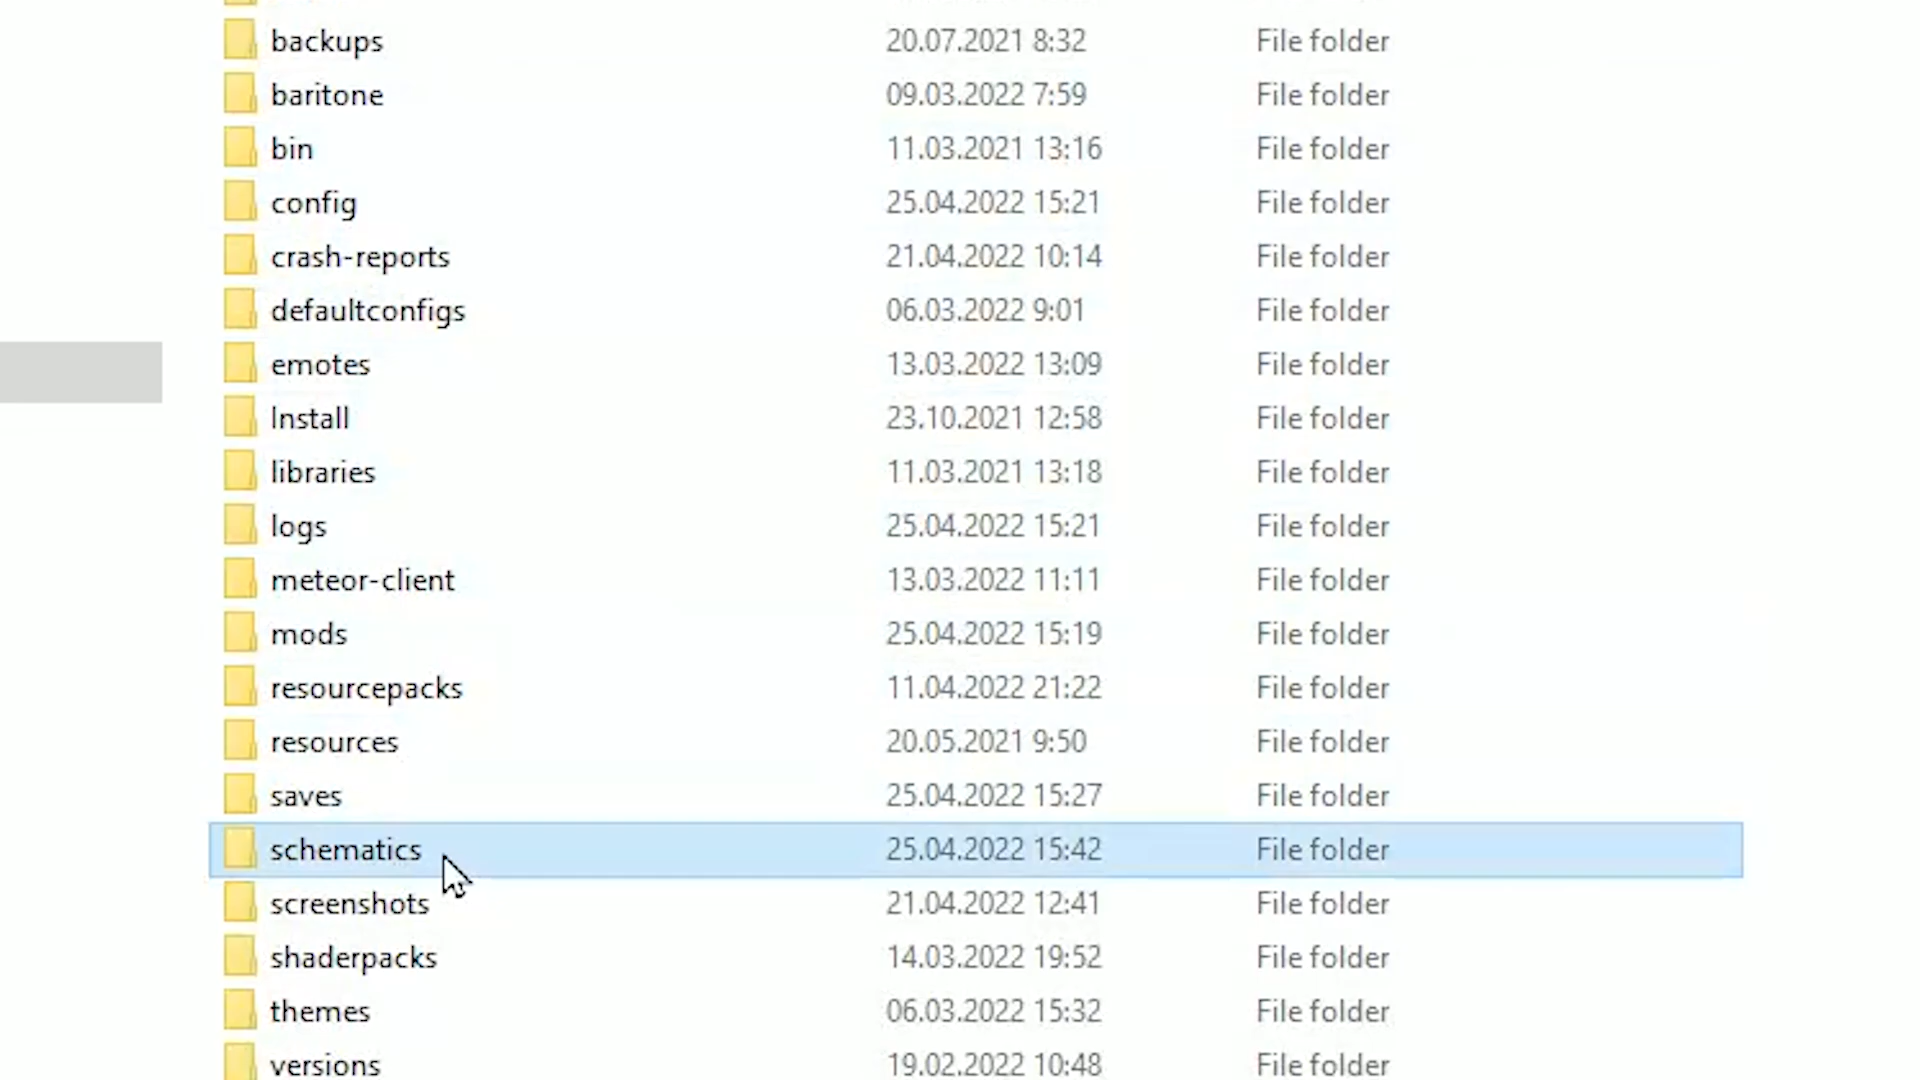 backups 20.07.2021 8:32 File folder
baritone 09.03.2022 7:59 File folder
bin 11.03.2021 13:16 File folder
config 25.04.2022 15:21 File folder
crash-reports 21.04.2022 10:14 File folder
defaultconfigs 06.03.2022 9:01 File folder
emotes 13.03.2022 13:09 File folder
Install 23.10.2021 12:58 File folder
libraries 11.03.2021 13:18 File folder
logs 25.04.2022 15:21 File folder
meteor-client 13.03.2022 11:11 File folder
mods 25.04.2022 15:19 File folder
resourcepacks 11.04.2022 21:22 File folder
resources 20.05.2021 9:50 File folder
saves 25.04.2022 15:27 File folder
schematics 25.04.2022 15:42 File folder
screenshots 21.04.2022 12:41 File folder
shaderpacks 14.03.2022 19:52 File folder
themes 06.03.2022 15:32 File folder
versions 19.02.2022 10:48 File folder